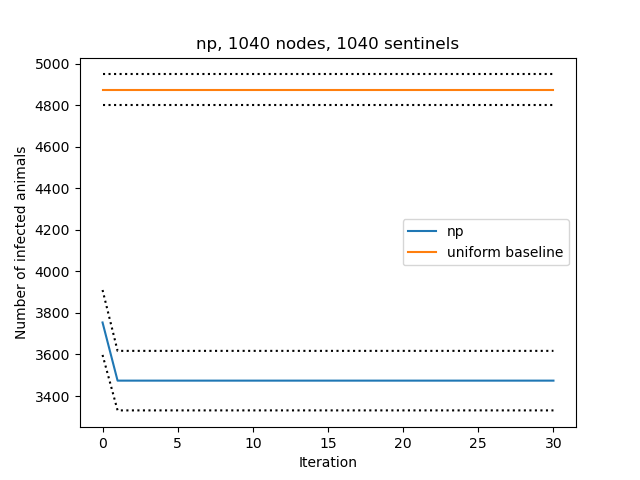 np, 1040 nodes, 1040 sentinels
5000
4800
4600
4400
4200
4000
3800
3600
3400
Number of infected animals
np
uniform baseline
0 5 10 15 20 25 30
Iteration